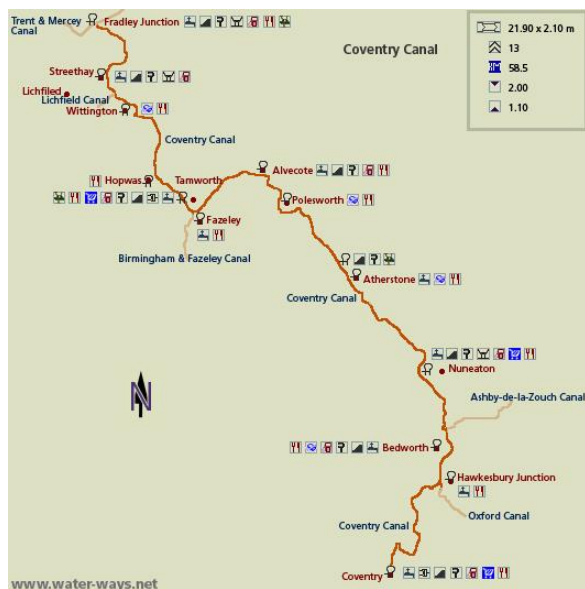 Trent & Mercey
Canal
Fradley Junction
Coventry Canal
21.90 x 2.10 m
13
58.5
2.00
1.10
Streethay
Lichfiled
Lichfield Canal
Wittington
Coventry Canal
Hopwas
Tamworth
Alvecote
Polesworth
Fazeley
Birmingham & Fazeley Canal
Atherstone
Coventry Canal
Nuneaton
Ashby-de-la-Zouch Canal
N
Bedworth
Hawkesbury Junction
Coventry Canal
Oxford Canal
Coventry
www.water-ways.net